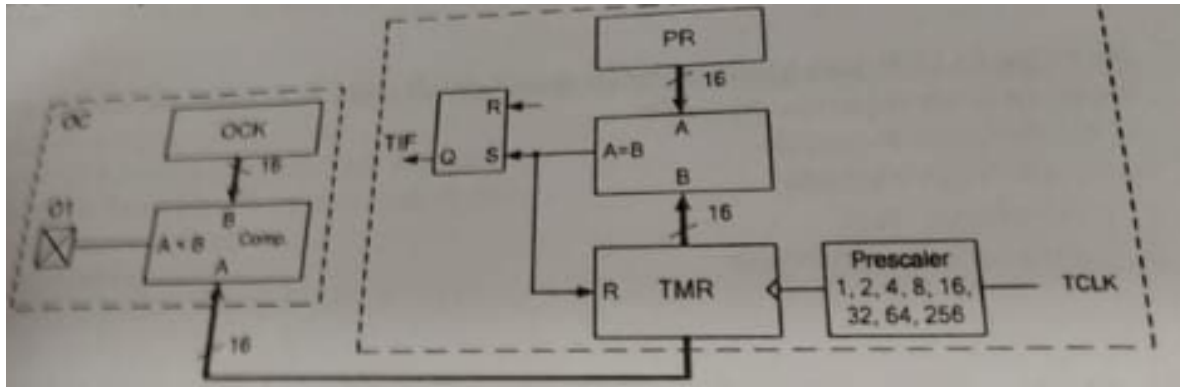 OC
OCK
16
O1
B
A < B
Comp.
A
16
PR
16
A
A=B
B
R
TIF
Q
S
16
R
TMR
Prescaler
1, 2, 4, 8, 16,
32, 64, 256
TCLK